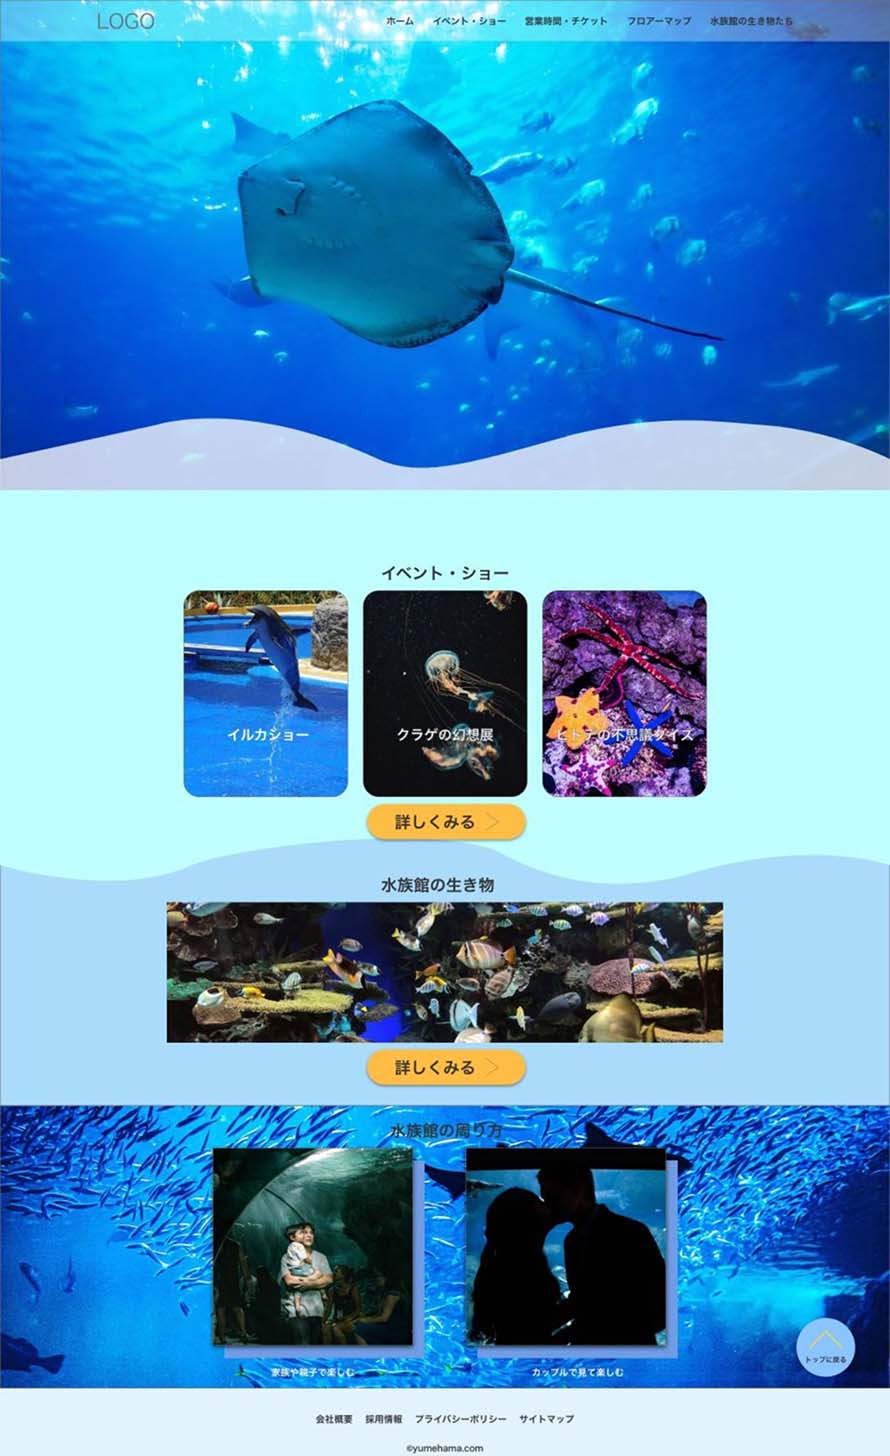 LOGO ホーム イベント・ショー 営業時間・チケット フロアーマップ 水族館の生き物たち
イベント・ショー
イルカショー クラゲの幻想展 ヒトデの不思議クイズ
詳しくみる
水族館の生き物
詳しくみる
水族館の周り方
家族や親子で楽しむ カップルで見て楽しむ
トップに戻る
会社概要 採用情報 プライバシーポリシー サイトマップ
©yumehama.com